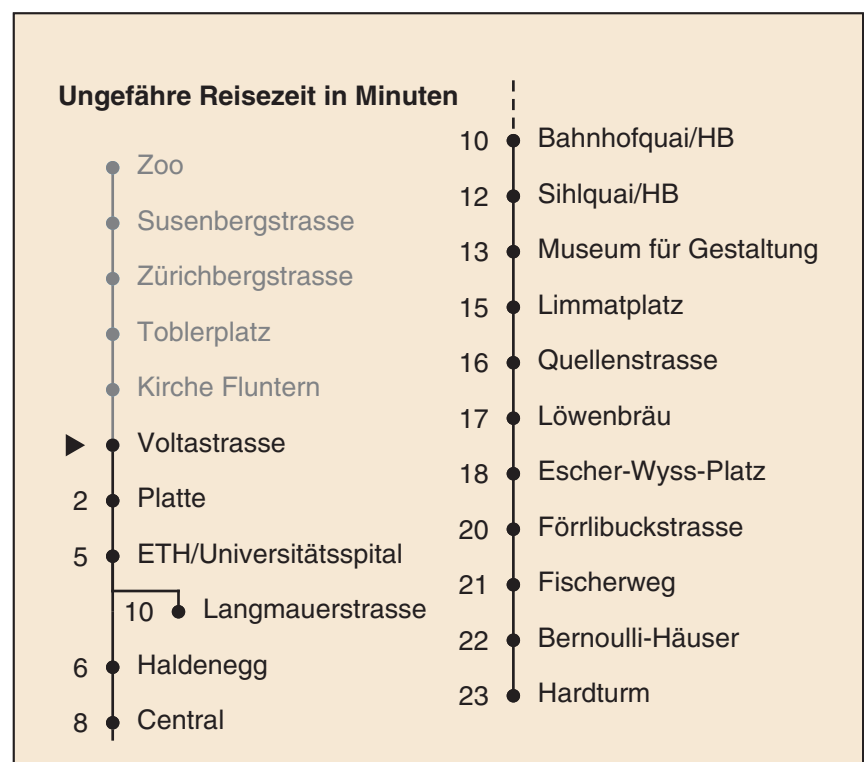 Ungefähre Reisezeit in Minuten
Zoo
Susenbergstrasse
Zürichbergstrasse
Toblerplatz
Kirche Fluntern
Voltastrasse
2 Platte
5 ETH/Universitätsspital
10 Langmauerstrasse
6 Haldenegg
8 Central
10 Bahnhofquai/HB
12 Sihlquai/HB
13 Museum für Gestaltung
15 Limmatplatz
16 Quellenstrasse
17 Löwenbräu
18 Escher-Wyss-Platz
20 Förrlibuckstrasse
21 Fischerweg
22 Bernoulli-Häuser
23 Hardturm